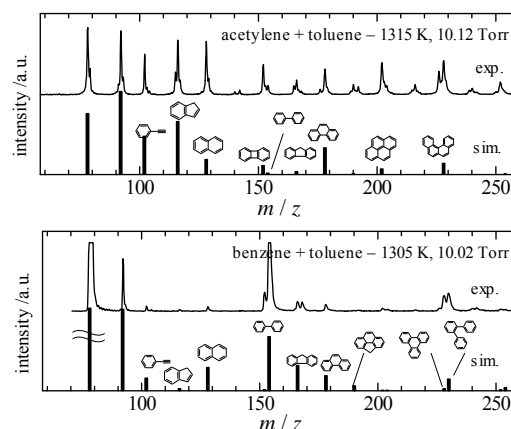 acetylene + toluene – 1315 K, 10.12 Torr
exp.
intensity /a.u.
sim.
100
150
200
250
m / z
benzene + toluene – 1305 K, 10.02 Torr
exp.
intensity /a.u.
sim.
100
150
200
250
m / z